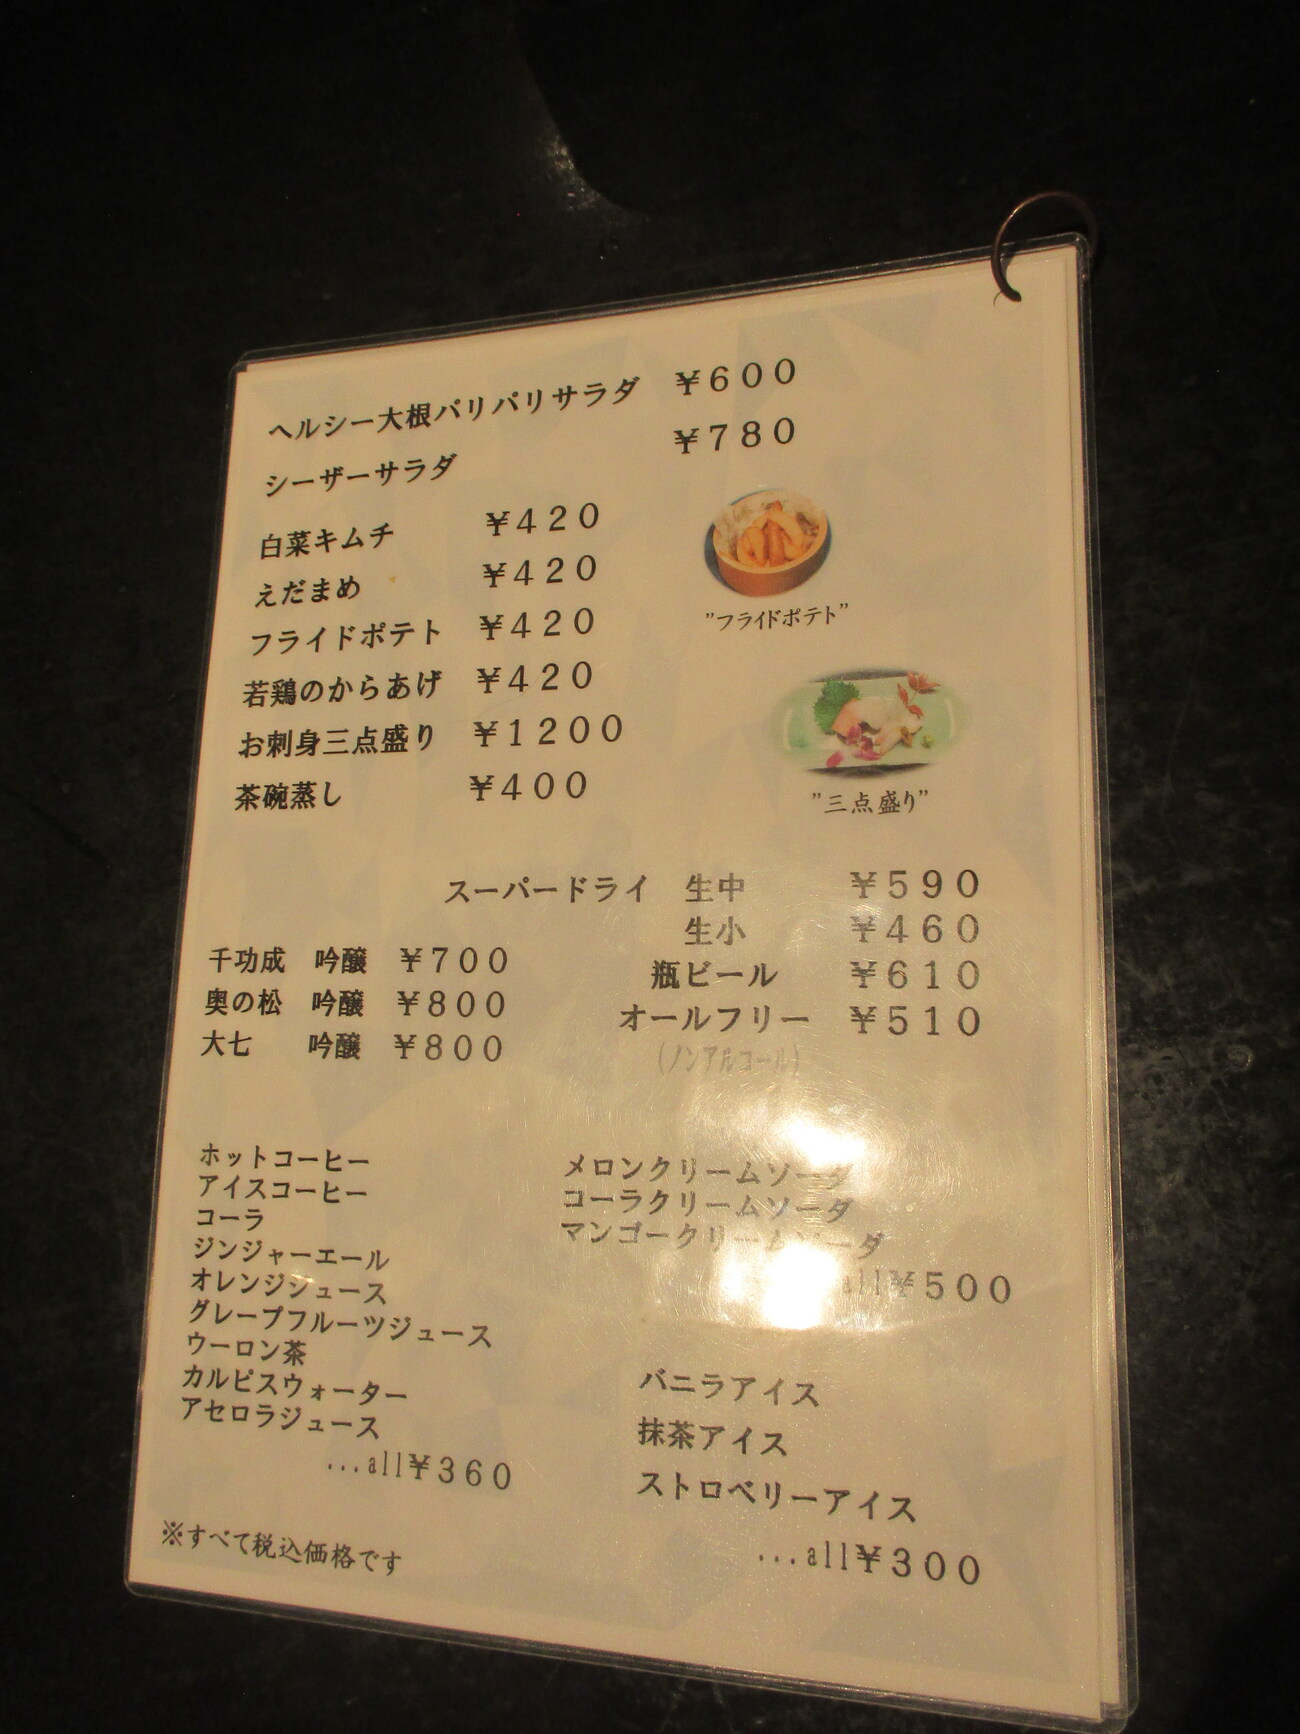 ヘルシー大根パリパリサラダ ￥600
シーザーサラダ ￥780
白菜キムチ ￥420
えだまめ ￥420
フライドポテト ￥420
若鶏のからあげ ￥420
お刺身三点盛り ￥1200
茶碗蒸し ￥400
”フライドポテト”
”三点盛り”
スーパードライ 生中 ￥590
生小 ￥460
瓶ビール ￥610
オールフリー ￥510
(ノンアルコール)
千功成 吟醸 ￥700
奥の松 吟醸 ￥800
大七 吟醸 ￥800
ホットコーヒー
アイスコーヒー
コーラ
ジンジャーエール
オレンジジュース
グレープフルーツジュース
ウーロン茶
カルピスウォーター
アセロラジュース
...all￥360
メロンクリームソーダ
コーラクリームソーダ
マンゴークリームソーダ
all￥500
バニラアイス
抹茶アイス
ストロベリーアイス
...all￥300
※すべて税込価格です